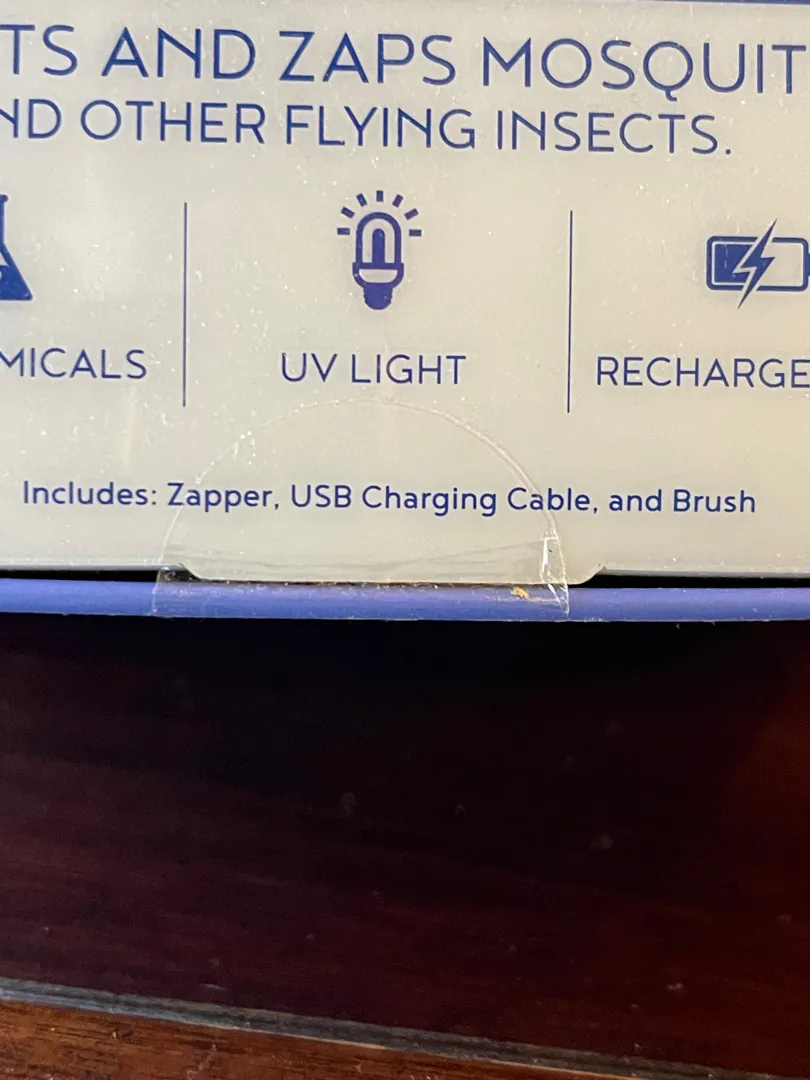 TS AND ZAPS MOSQUIT
ND OTHER FLYING INSECTS.
MICALS
UV LIGHT
RECHARGE
Includes: Zapper, USB Charging Cable, and Brush